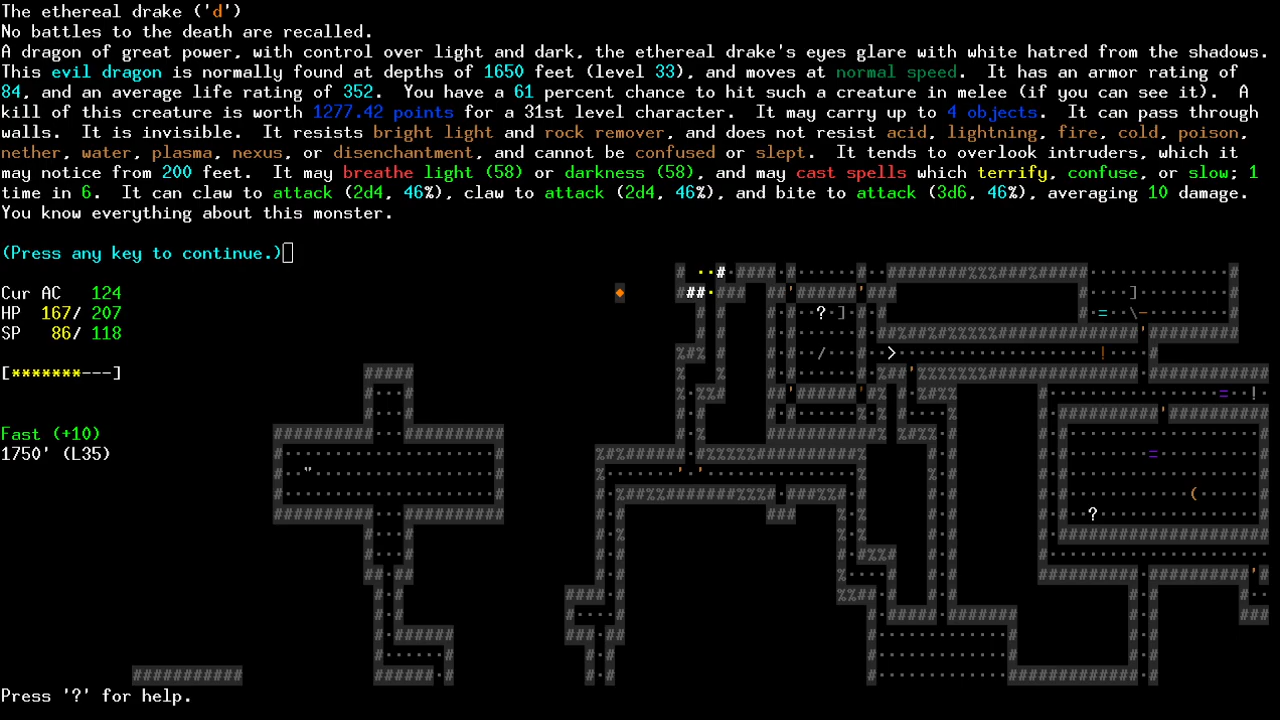 The ethereal drake ('d')
No battles to the death are recalled.
A dragon of great power, with control over light and dark, the ethereal drake's eyes glare with white hatred from the shadows.
This evil dragon is normally found at depths of 1650 feet (level 33), and moves at normal speed.  It has an armor rating of
84, and an average life rating of 352.  You have a 61 percent chance to hit such a creature in melee (if you can see it).  A
kill of this creature is worth 1277.42 points for a 31st level character.  It may carry up to 4 objects.  It can pass through
walls.  It is invisible.  It resists bright light and rock remover, and does not resist acid, lightning, fire, cold, poison,
nether, water, plasma, nexus, or disenchantment, and cannot be confused or slept.  It tends to overlook intruders, which it
may notice from 200 feet.  It may breathe light (58) or darkness (58), and may cast spells which terrify, confuse, or slow; 1
time in 6.  It can claw to attack (2d4, 46%), claw to attack (2d4, 46%), and bite to attack (3d6, 46%), averaging 10 damage.
You know everything about this monster.
(Press any key to continue.)
Cur AC   124
HP  167/ 207
SP   86/ 118
[*******---]
Fast (+10)
1750' (L35)
Press '?' for help.